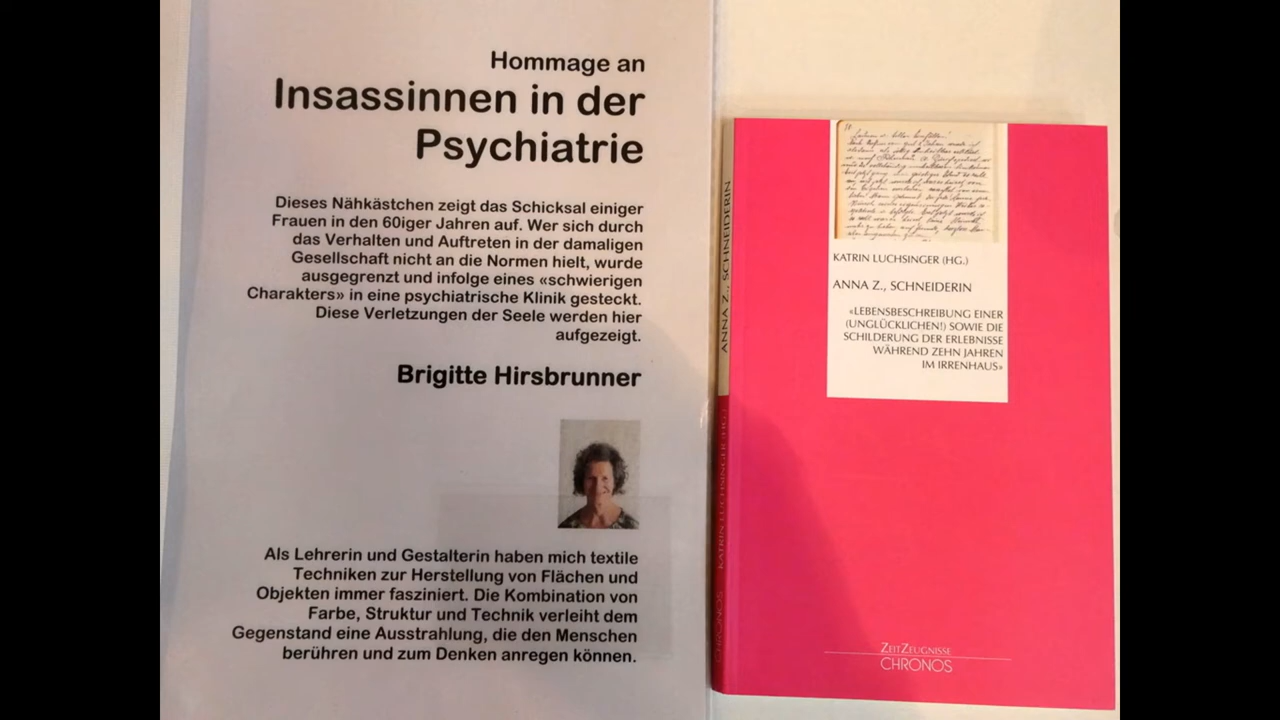 Hommage an
Insassinnen in der
Psychiatrie
Dieses Nähkästchen zeigt das Schicksal einiger
Frauen in den 60iger Jahren auf. Wer sich durch
das Verhalten und Auftreten in der damaligen
Gesellschaft nicht an die Normen hielt, wurde
ausgegrenzt und infolge eines «schwierigen
Charakters» in eine psychiatrische Klinik gesteckt.
Diese Verletzungen der Seele werden hier
aufgezeigt.
Brigitte Hirsbrunner
Als Lehrerin und Gestalterin haben mich textile
Techniken zur Herstellung von Flächen und
Objekten immer fasziniert. Die Kombination von
Farbe, Struktur und Technik verleiht dem
Gegenstand eine Ausstrahlung, die den Menschen
berühren und zum Denken anregen können.
ANNA Z., SCHNEIDERIN
KATRIN LUCHSINGER (HG.)
CHRONOS
KATRIN LUCHSINGER (HG.)
ANNA Z., SCHNEIDERIN
«LEBENSBESCHREIBUNG EINER
(UNGLÜCKLICHEN!) SOWIE DIE
SCHILDERUNG DER ERLEBNISSE
WÄHREND ZEHN JAHREN
IM IRRENHAUS»
ZEITZEUGNISSE
CHRONOS